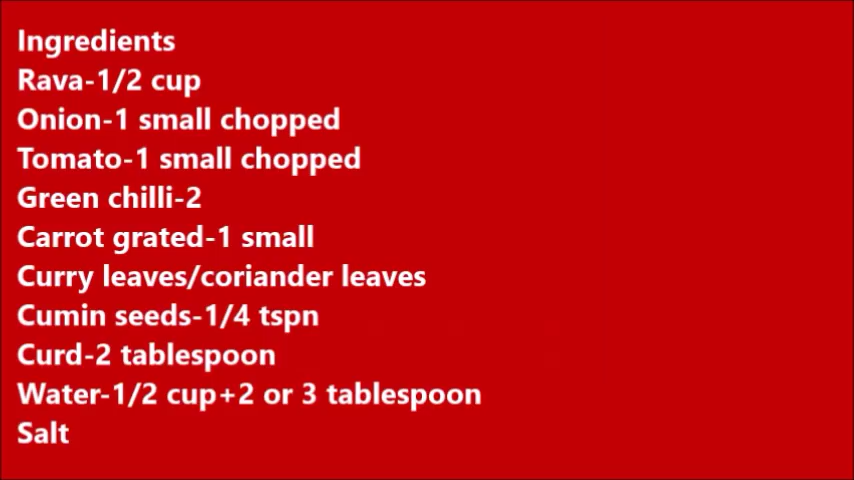 Ingredients
Rava-1/2 cup
Onion-1 small chopped
Tomato-1 small chopped
Green chilli-2
Carrot grated-1 small
Curry leaves/coriander leaves
Cumin seeds-1/4 tspn
Curd-2 tablespoon
Water-1/2 cup+2 or 3 tablespoon
Salt